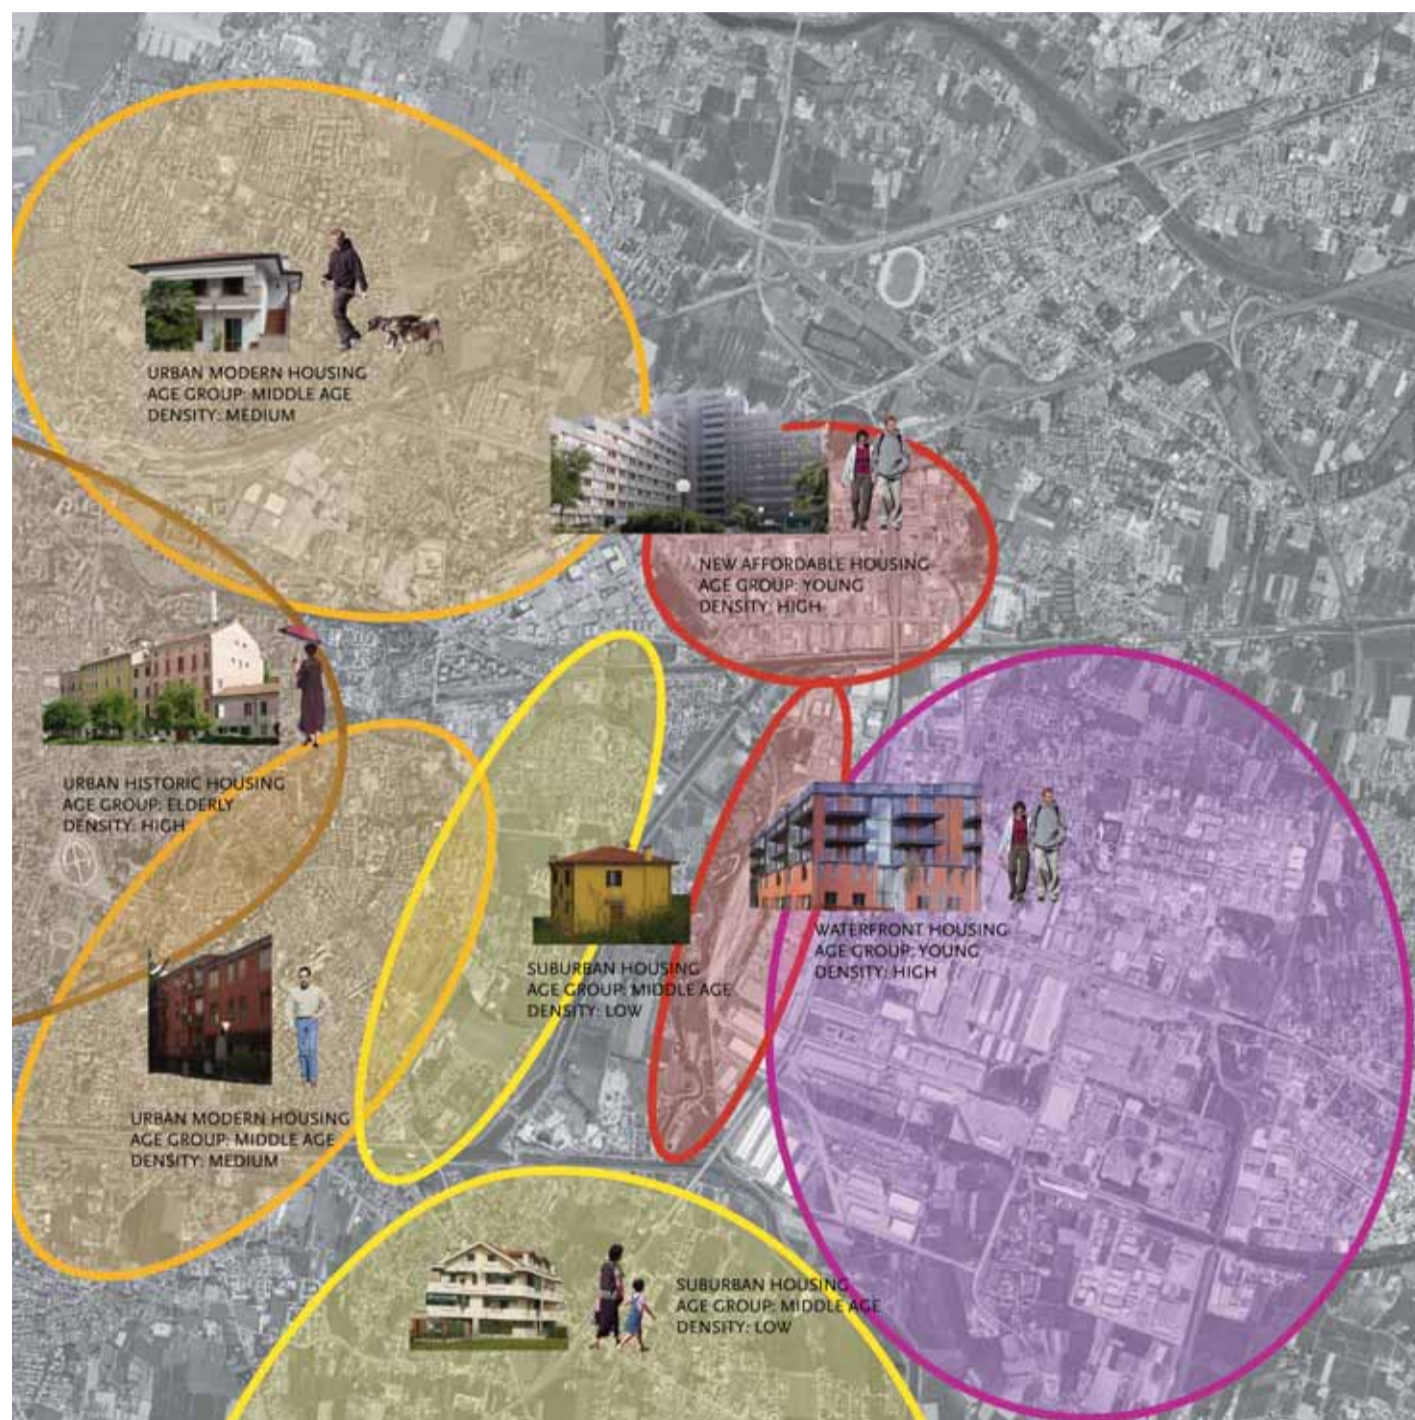 URBAN MODERN HOUSING
AGE GROUP: MIDDLE AGE
DENSITY: MEDIUM
NEW AFFORDABLE HOUSING
AGE GROUP: YOUNG
DENSITY: HIGH
URBAN HISTORIC HOUSING
AGE GROUP: ELDERLY
DENSITY: HIGH
WATERFRONT HOUSING
AGE GROUP: YOUNG
DENSITY: HIGH
SUBURBAN HOUSING
AGE GROUP: MIDDLE AGE
DENSITY: LOW
URBAN MODERN HOUSING
AGE GROUP: MIDDLE AGE
DENSITY: MEDIUM
SUBURBAN HOUSING
AGE GROUP: MIDDLE AGE
DENSITY: LOW